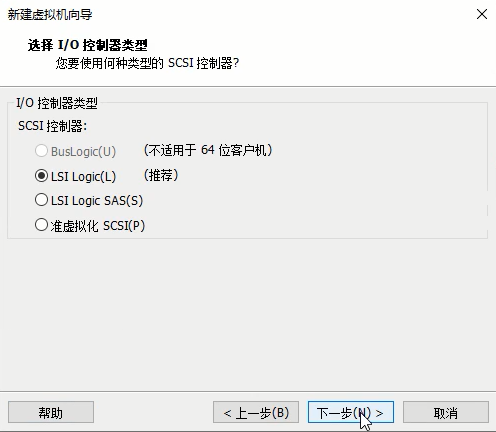 新建虚拟机向导
选择 I/O 控制器类型
您要使用何种类型的 SCSI 控制器?
I/O 控制器类型
SCSI 控制器:
BusLogic(U) （不适用于 64 位客户机）
LSI Logic(L) （推荐）
LSI Logic SAS(S)
准虚拟化 SCSI(P)
帮助 < 上一步(B) 下一步(N) > 取消